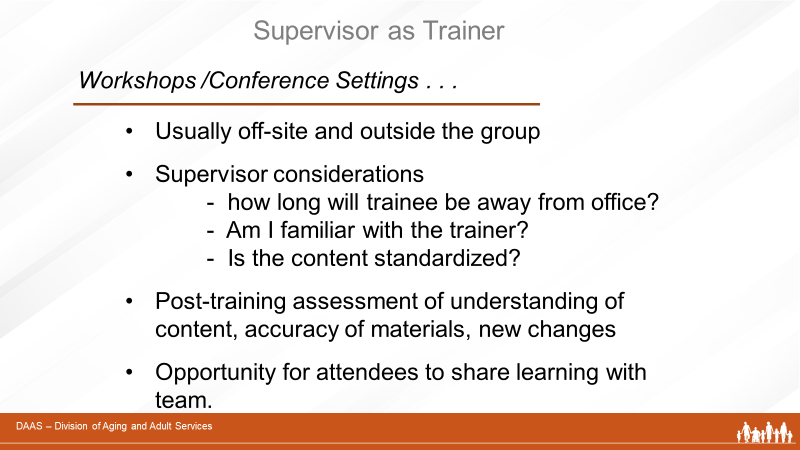 Supervisor as Trainer
Workshops /Conference Settings . . .
• Usually off-site and outside the group
• Supervisor considerations
- how long will trainee be away from office?
- Am I familiar with the trainer?
- Is the content standardized?
• Post-training assessment of understanding of
content, accuracy of materials, new changes
• Opportunity for attendees to share learning with
team.
DAAS – Division of Aging and Adult Services